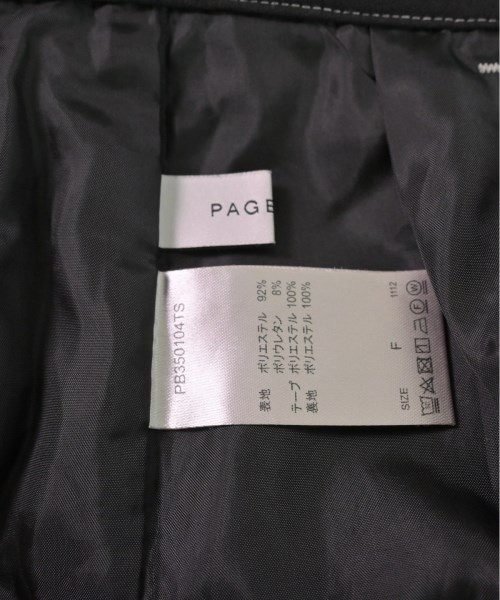 PAGE
PB350104TS
表地 ポリエステル 92%
ポリウレタン 8%
テープ ポリエステル 100%
裏地 ポリエステル 100%
SIZE F 1112